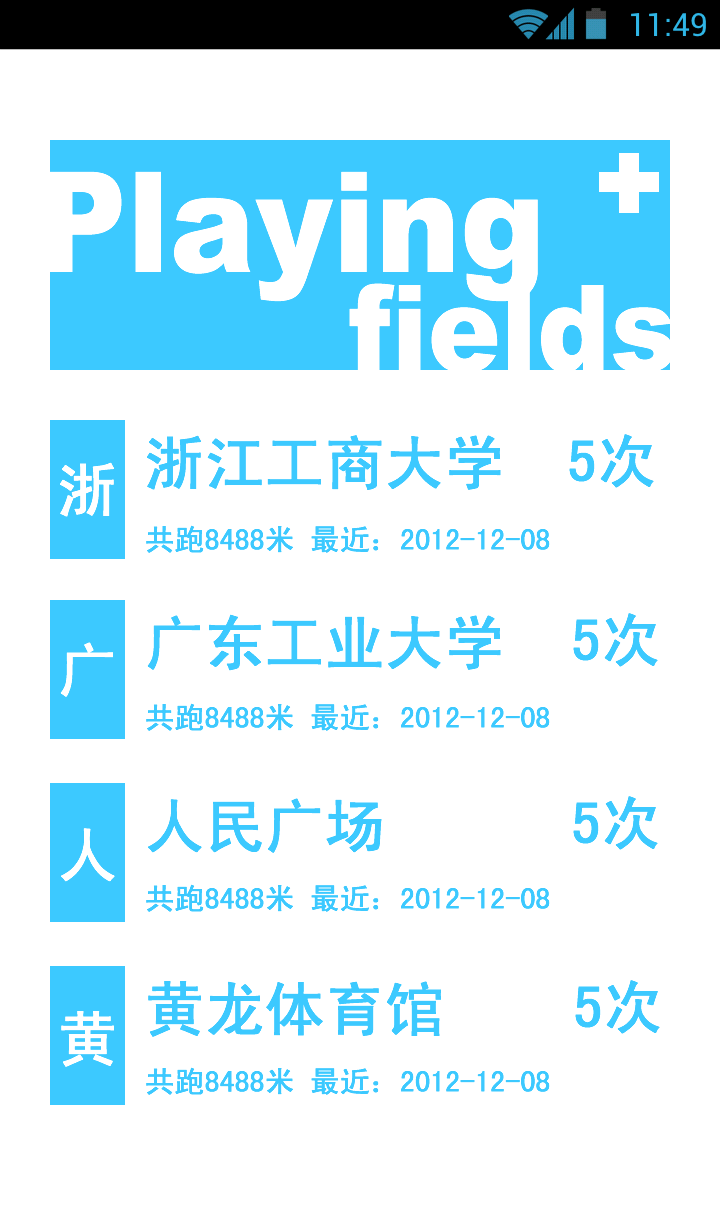 11:49
Playing
fields
浙
浙江工商大学 5次
共跑8488米 最近：2012-12-08
广
广东工业大学 5次
共跑8488米 最近：2012-12-08
人
人民广场 5次
共跑8488米 最近：2012-12-08
黄
黄龙体育馆 5次
共跑8488米 最近：2012-12-08